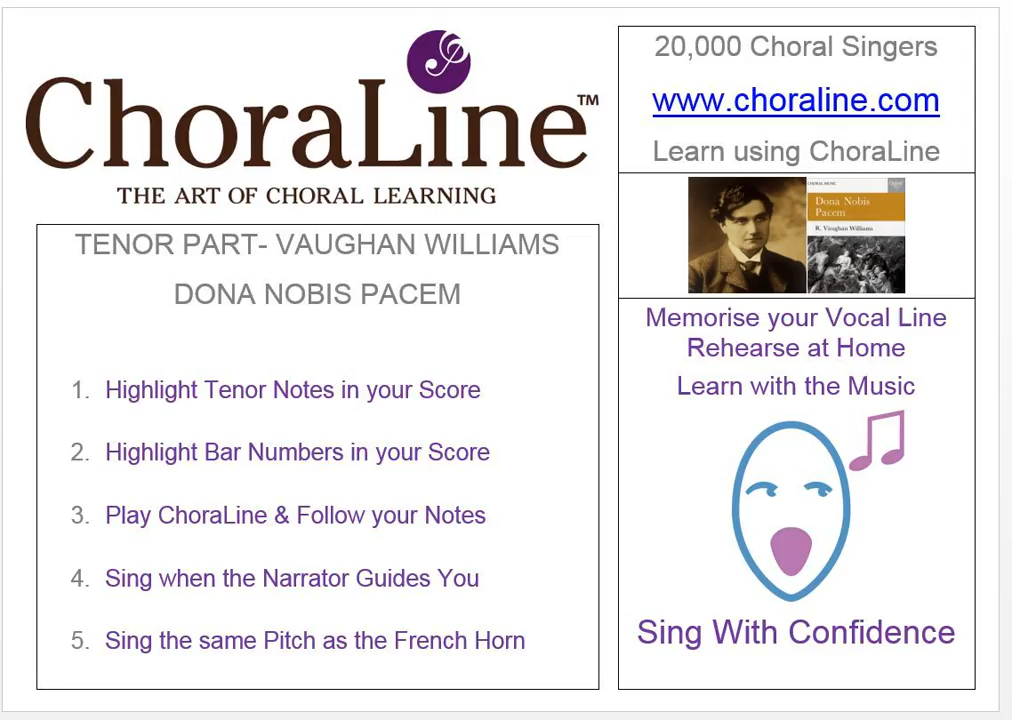 ChoraLine™
THE ART OF CHORAL LEARNING
TENOR PART- VAUGHAN WILLIAMS
DONA NOBIS PACEM
1. Highlight Tenor Notes in your Score
2. Highlight Bar Numbers in your Score
3. Play ChoraLine & Follow your Notes
4. Sing when the Narrator Guides You
5. Sing the same Pitch as the French Horn
20,000 Choral Singers
www.choraline.com
Learn using ChoraLine
CHORAL MUSIC
Dona Nobis
Pacem
R. Vaughan Williams
Memorise your Vocal Line
Rehearse at Home
Learn with the Music
Sing With Confidence